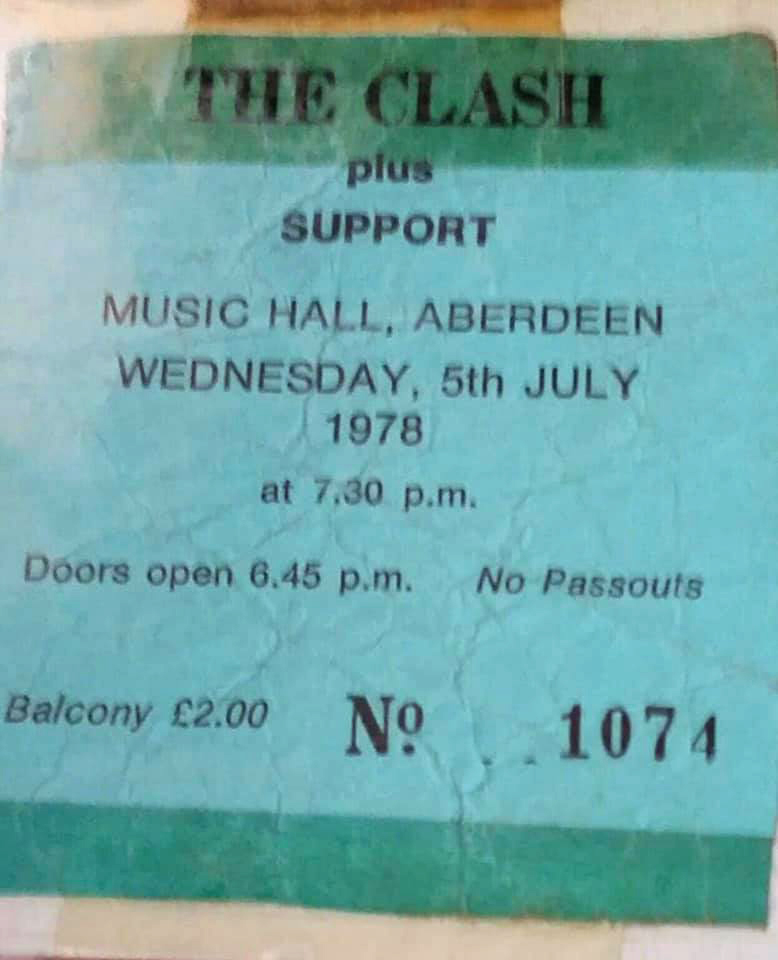 THE CLASH
plus
SUPPORT
MUSIC HALL, ABERDEEN
WEDNESDAY, 5th JULY
1978
at 7.30 p.m.
Doors open 6.45 p.m. No Passouts
Balcony £2.00 Nº. 1074